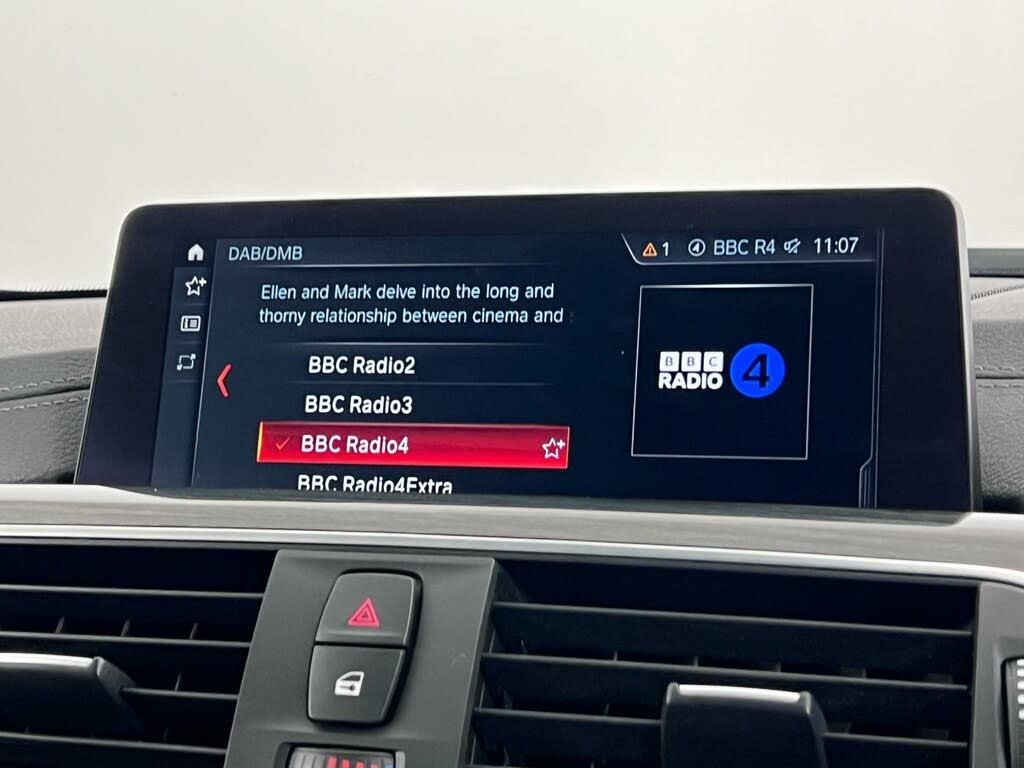 DAB/DMB
1 4 BBC R4 11:07
Ellen and Mark delve into the long and
thorny relationship between cinema and
BBC Radio2
BBC Radio3
BBC Radio4
BBC Radio4Extra
BBC
RADIO 4